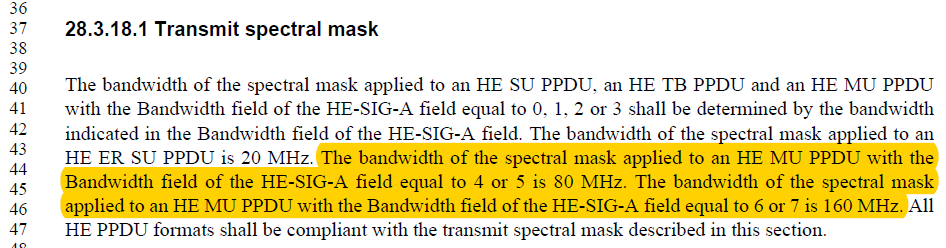 36
37 28.3.18.1 Transmit spectral mask
38
39
40 The bandwidth of the spectral mask applied to an HE SU PPDU, an HE TB PPDU and an HE MU PPDU
41 with the Bandwidth field of the HE-SIG-A field equal to 0, 1, 2 or 3 shall be determined by the bandwidth
42 indicated in the Bandwidth field of the HE-SIG-A field. The bandwidth of the spectral mask applied to an
43 HE ER SU PPDU is 20 MHz. The bandwidth of the spectral mask applied to an HE MU PPDU with the
44
45 Bandwidth field of the HE-SIG-A field equal to 4 or 5 is 80 MHz. The bandwidth of the spectral mask
46 applied to an HE MU PPDU with the Bandwidth field of the HE-SIG-A field equal to 6 or 7 is 160 MHz. All
47 HE PPDU formats shall be compliant with the transmit spectral mask described in this section.